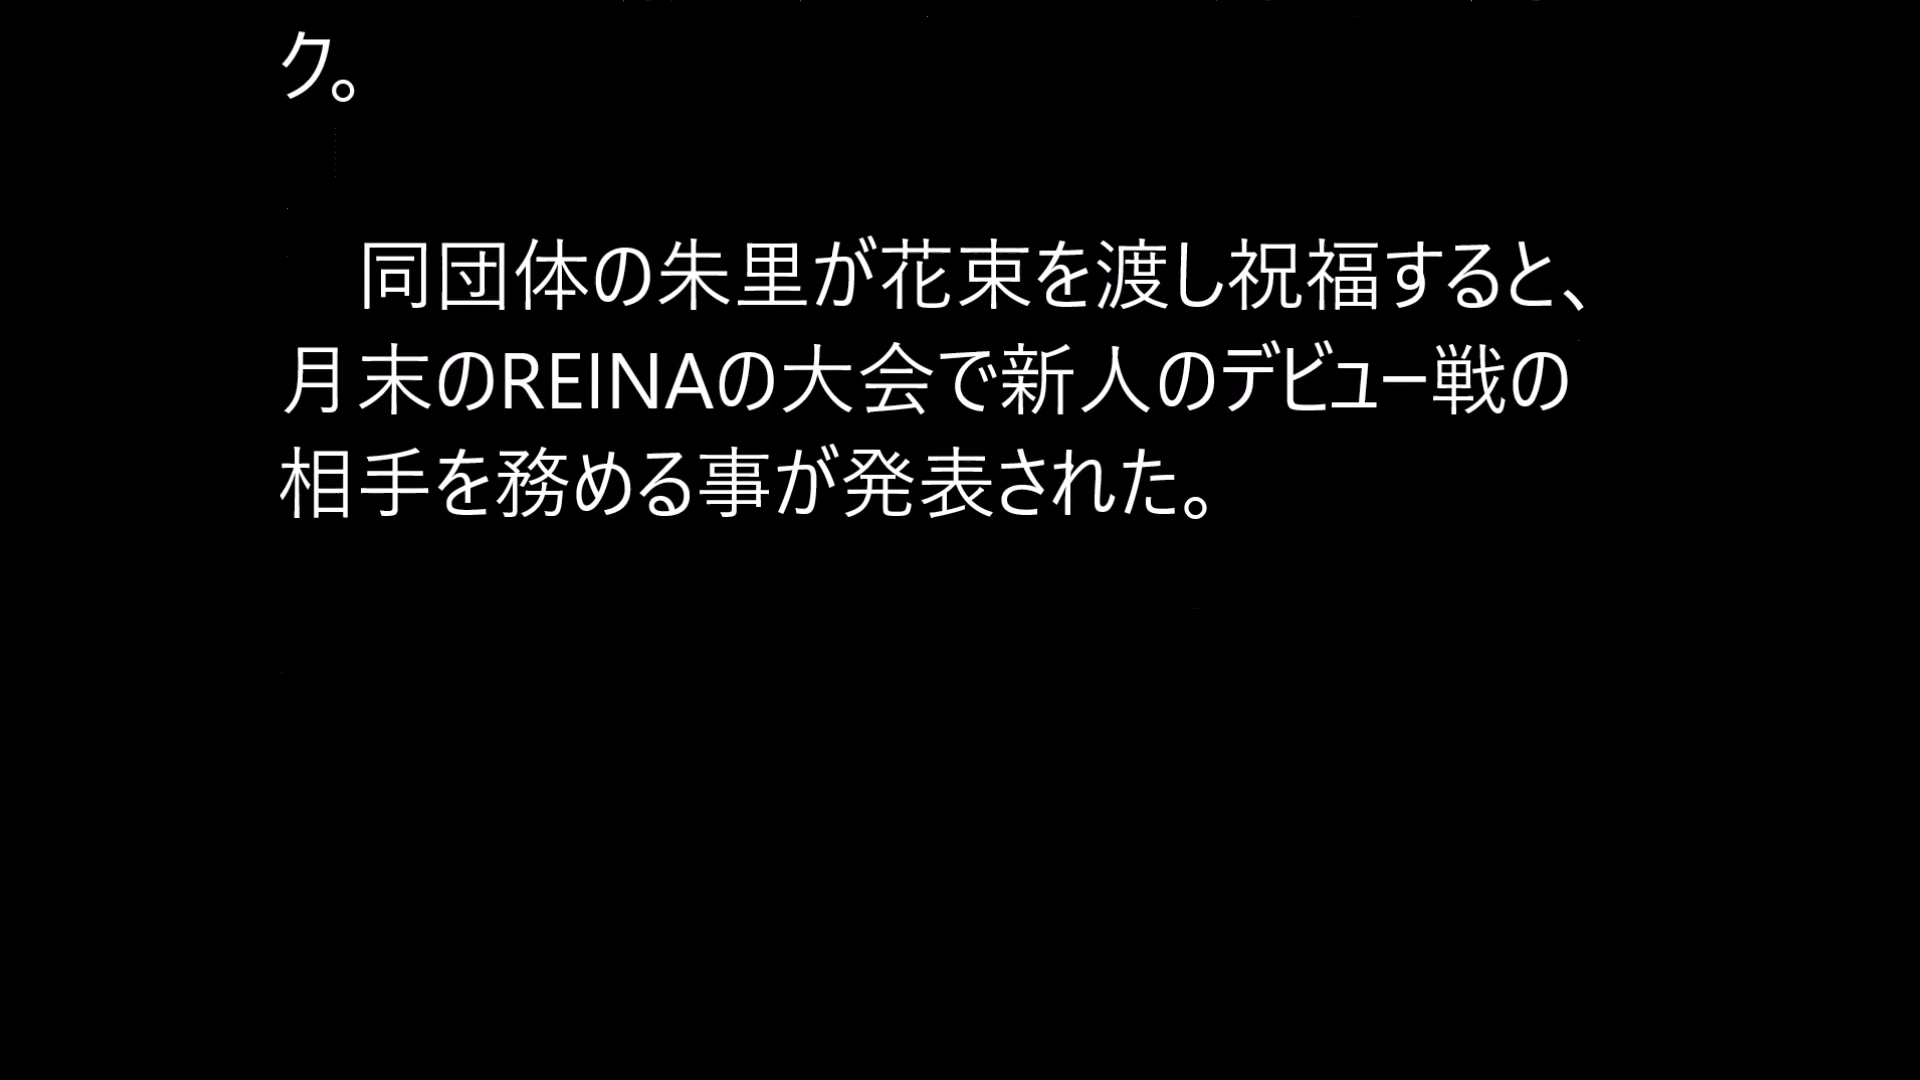 ク。
　同団体の朱里が花束を渡し祝福すると、
月末のREINAの大会で新人のデビュー戦の
相手を務める事が発表された。